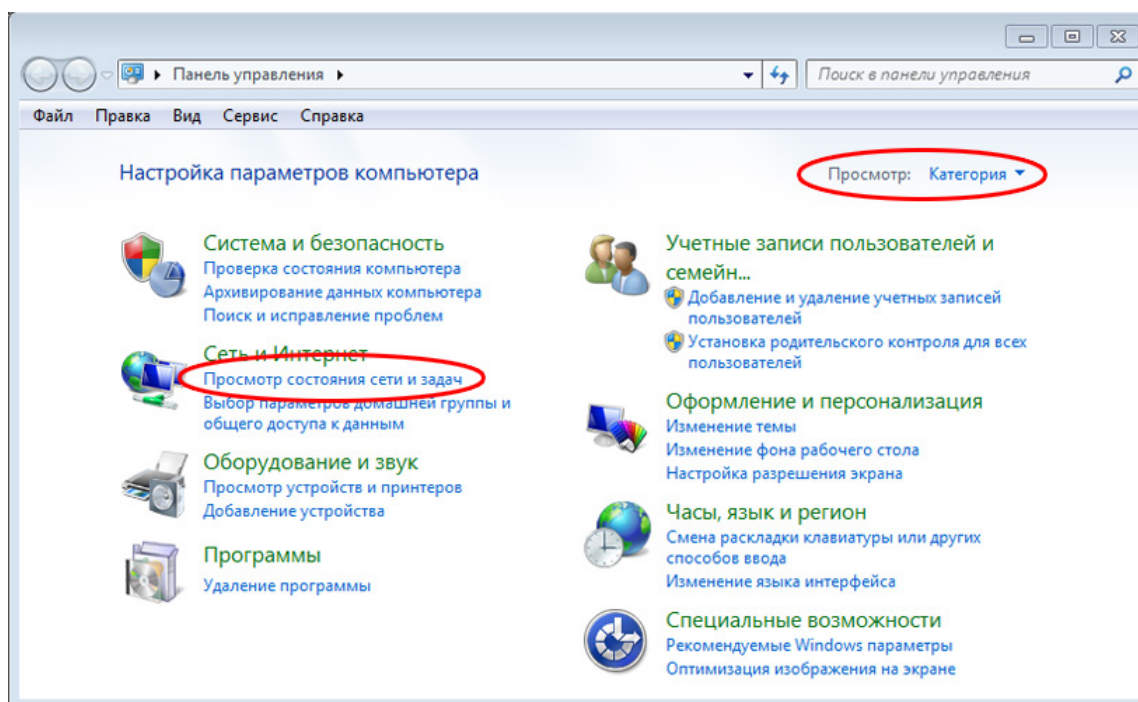 Панель управления
Поиск в панели управления
Файл Правка Вид Сервис Справка
Настройка параметров компьютера
Просмотр: Категория
Система и безопасность
Проверка состояния компьютера
Архивирование данных компьютера
Поиск и исправление проблем
Сеть и Интернет
Просмотр состояния сети и задач
Выбор параметров домашней группы и
общего доступа к данным
Оборудование и звук
Просмотр устройств и принтеров
Добавление устройства
Программы
Удаление программы
Учетные записи пользователей и
семейн...
Добавление и удаление учетных записей
пользователей
Установка родительского контроля для всех
пользователей
Оформление и персонализация
Изменение темы
Изменение фона рабочего стола
Настройка разрешения экрана
Часы, язык и регион
Смена раскладки клавиатуры или других
способов ввода
Изменение языка интерфейса
Специальные возможности
Рекомендуемые Windows параметры
Оптимизация изображения на экране